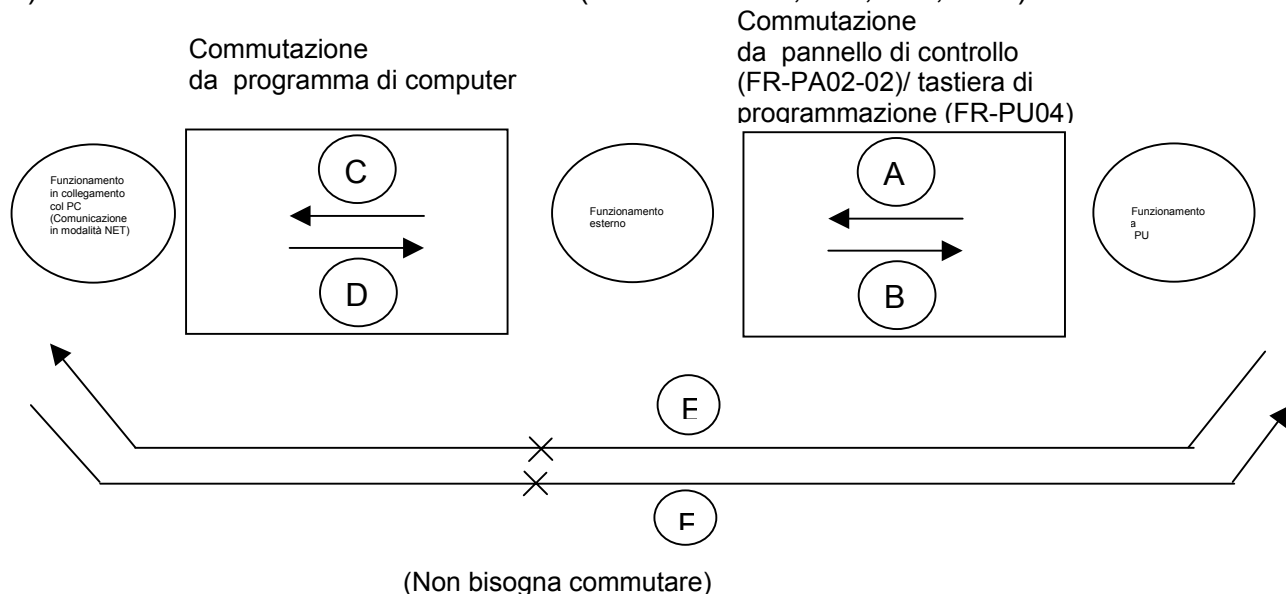 Commutazione
da programma di computer
Commutazione
da pannello di controllo
(FR-PA02-02)/ tastiera di
programmazione (FR-PU04)
Funzionamento
in collegamento
col PC
(Comunicazione
in modalità NET)
C
D
Funzionamento
esterno
A
B
Funzionamento
a
PU
(Non bisogna commutare)